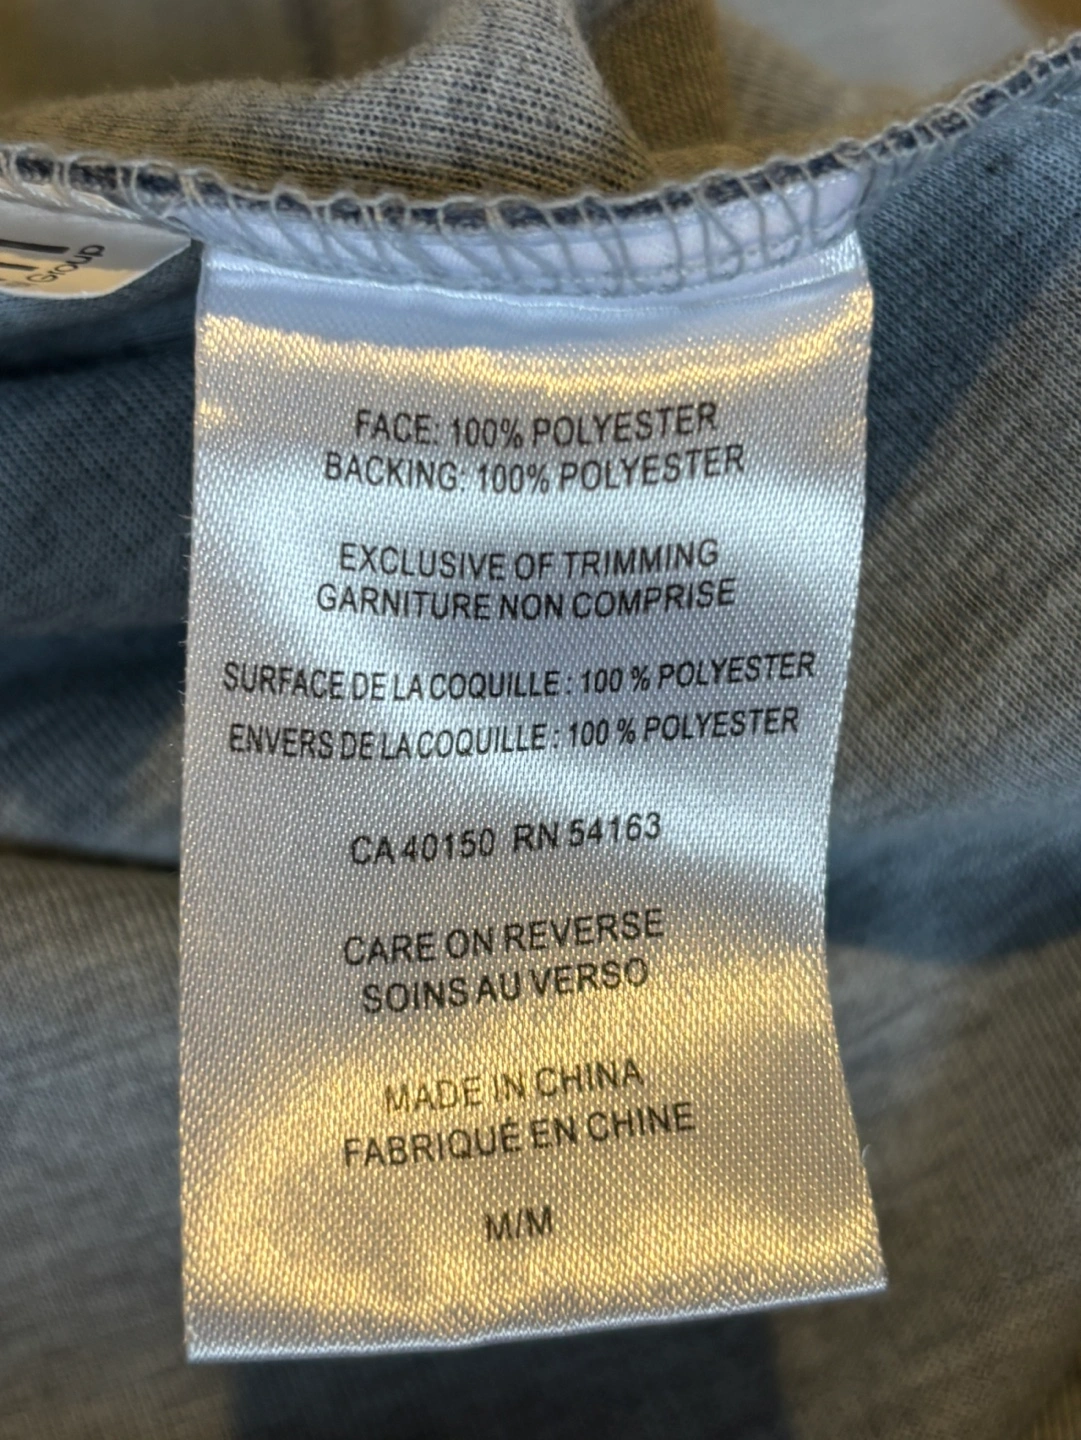 Group
FACE: 100% POLYESTER
BACKING: 100% POLYESTER
EXCLUSIVE OF TRIMMING
GARNITURE NON COMPRISE
SURFACE DE LA COQUILLE : 100 % POLYESTER
ENVERS DE LA COQUILLE : 100 % POLYESTER
CA 40150 RN 54163
CARE ON REVERSE
SOINS AU VERSO
MADE IN CHINA
FABRIQUÉ EN CHINE
M/M